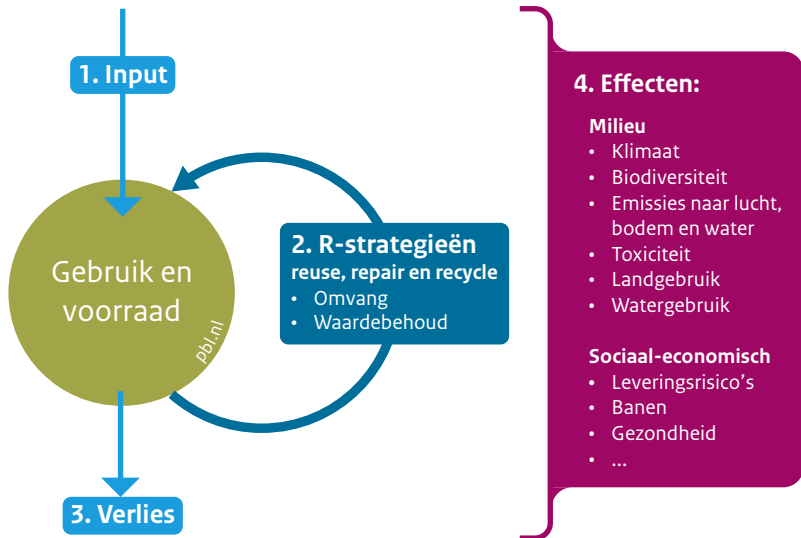 1. Input
Gebruik en
voorraad
pbl.nl
2. R-strategieën
reuse, repair en recycle
• Omvang
• Waardebehoud
3. Verlies
4. Effecten:
Milieu
• Klimaat
• Biodiversiteit
• Emissies naar lucht,
bodem en water
• Toxiciteit
• Landgebruik
• Watergebruik
Sociaal-economisch
• Leveringsrisico’s
• Banen
• Gezondheid
• ...